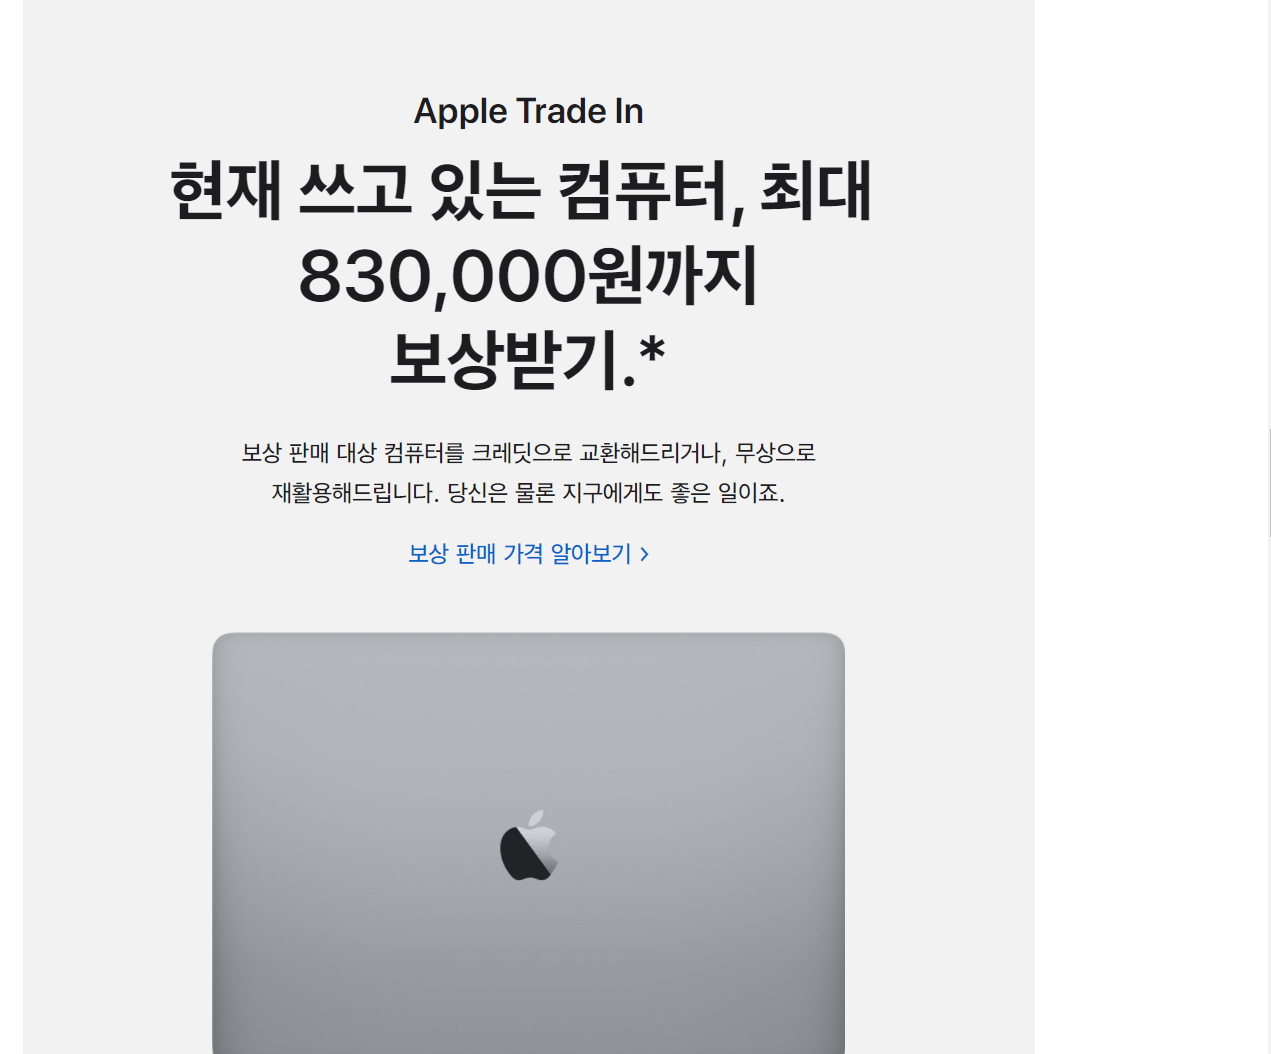 Apple Trade In
현재 쓰고 있는 컴퓨터, 최대
830,000원까지
보상받기.*
보상 판매 대상 컴퓨터를 크레딧으로 교환해드리거나, 무상으로
재활용해드립니다. 당신은 물론 지구에게도 좋은 일이죠.
보상 판매 가격 알아보기 >